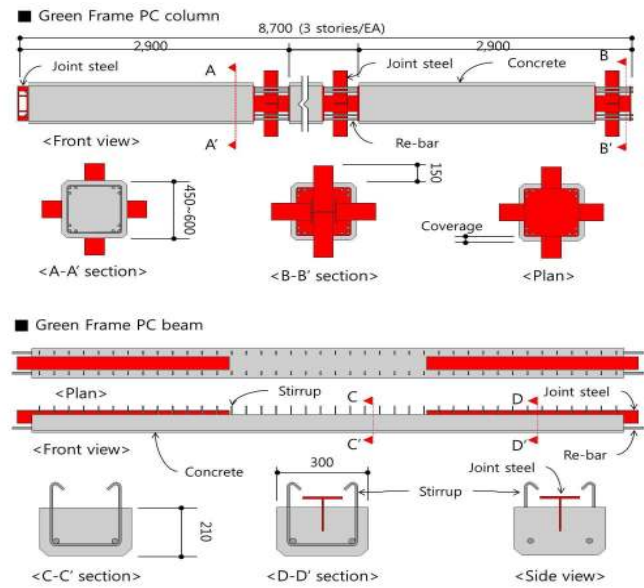 ■ Green Frame PC column
8,700 (3 stories/EA)
2,900
2,900
Joint steel
A
Joint steel
Concrete
B
<Front view>
A'
Re-bar
B'
450~600
150
Coverage
<A-A' section>
<B-B' section>
<Plan>
■ Green Frame PC beam
<Plan>
Stirrup
C
D
Joint steel
<Front view>
C'
D'
Re-bar
Concrete
300
Joint steel
Stirrup
210
<C-C' section>
<D-D' section>
<Side view>